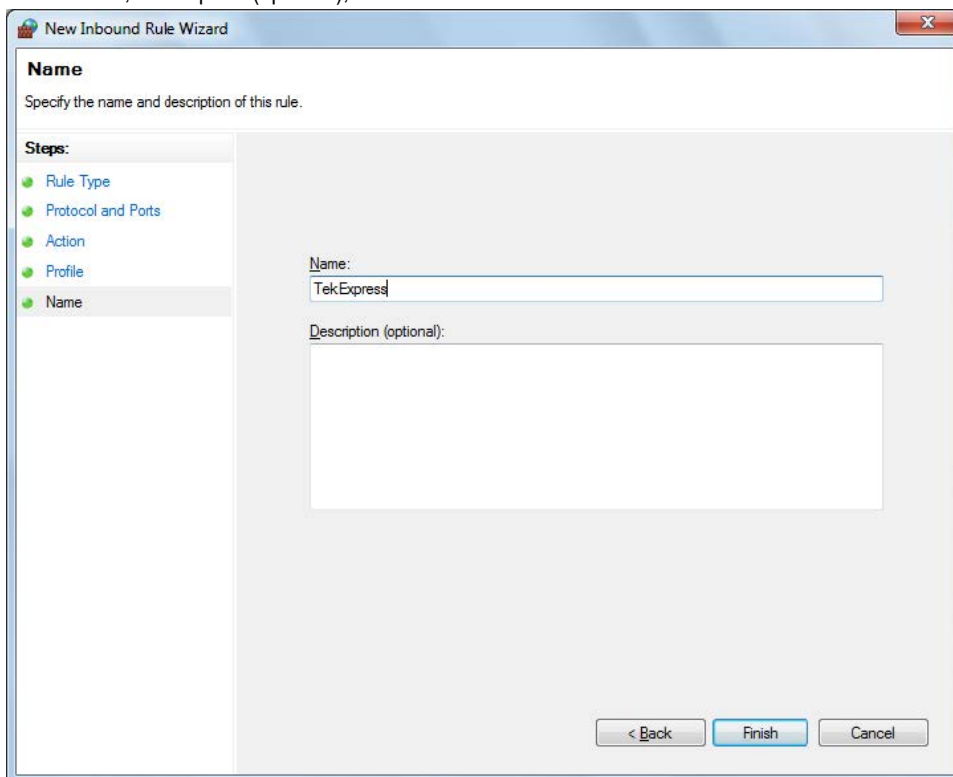 New Inbound Rule Wizard
Name
Specify the name and description of this rule.
Steps:
Rule Type
Protocol and Ports
Action
Profile
Name
Name:
TekExpress
Description (optional):
< Back
Finish
Cancel